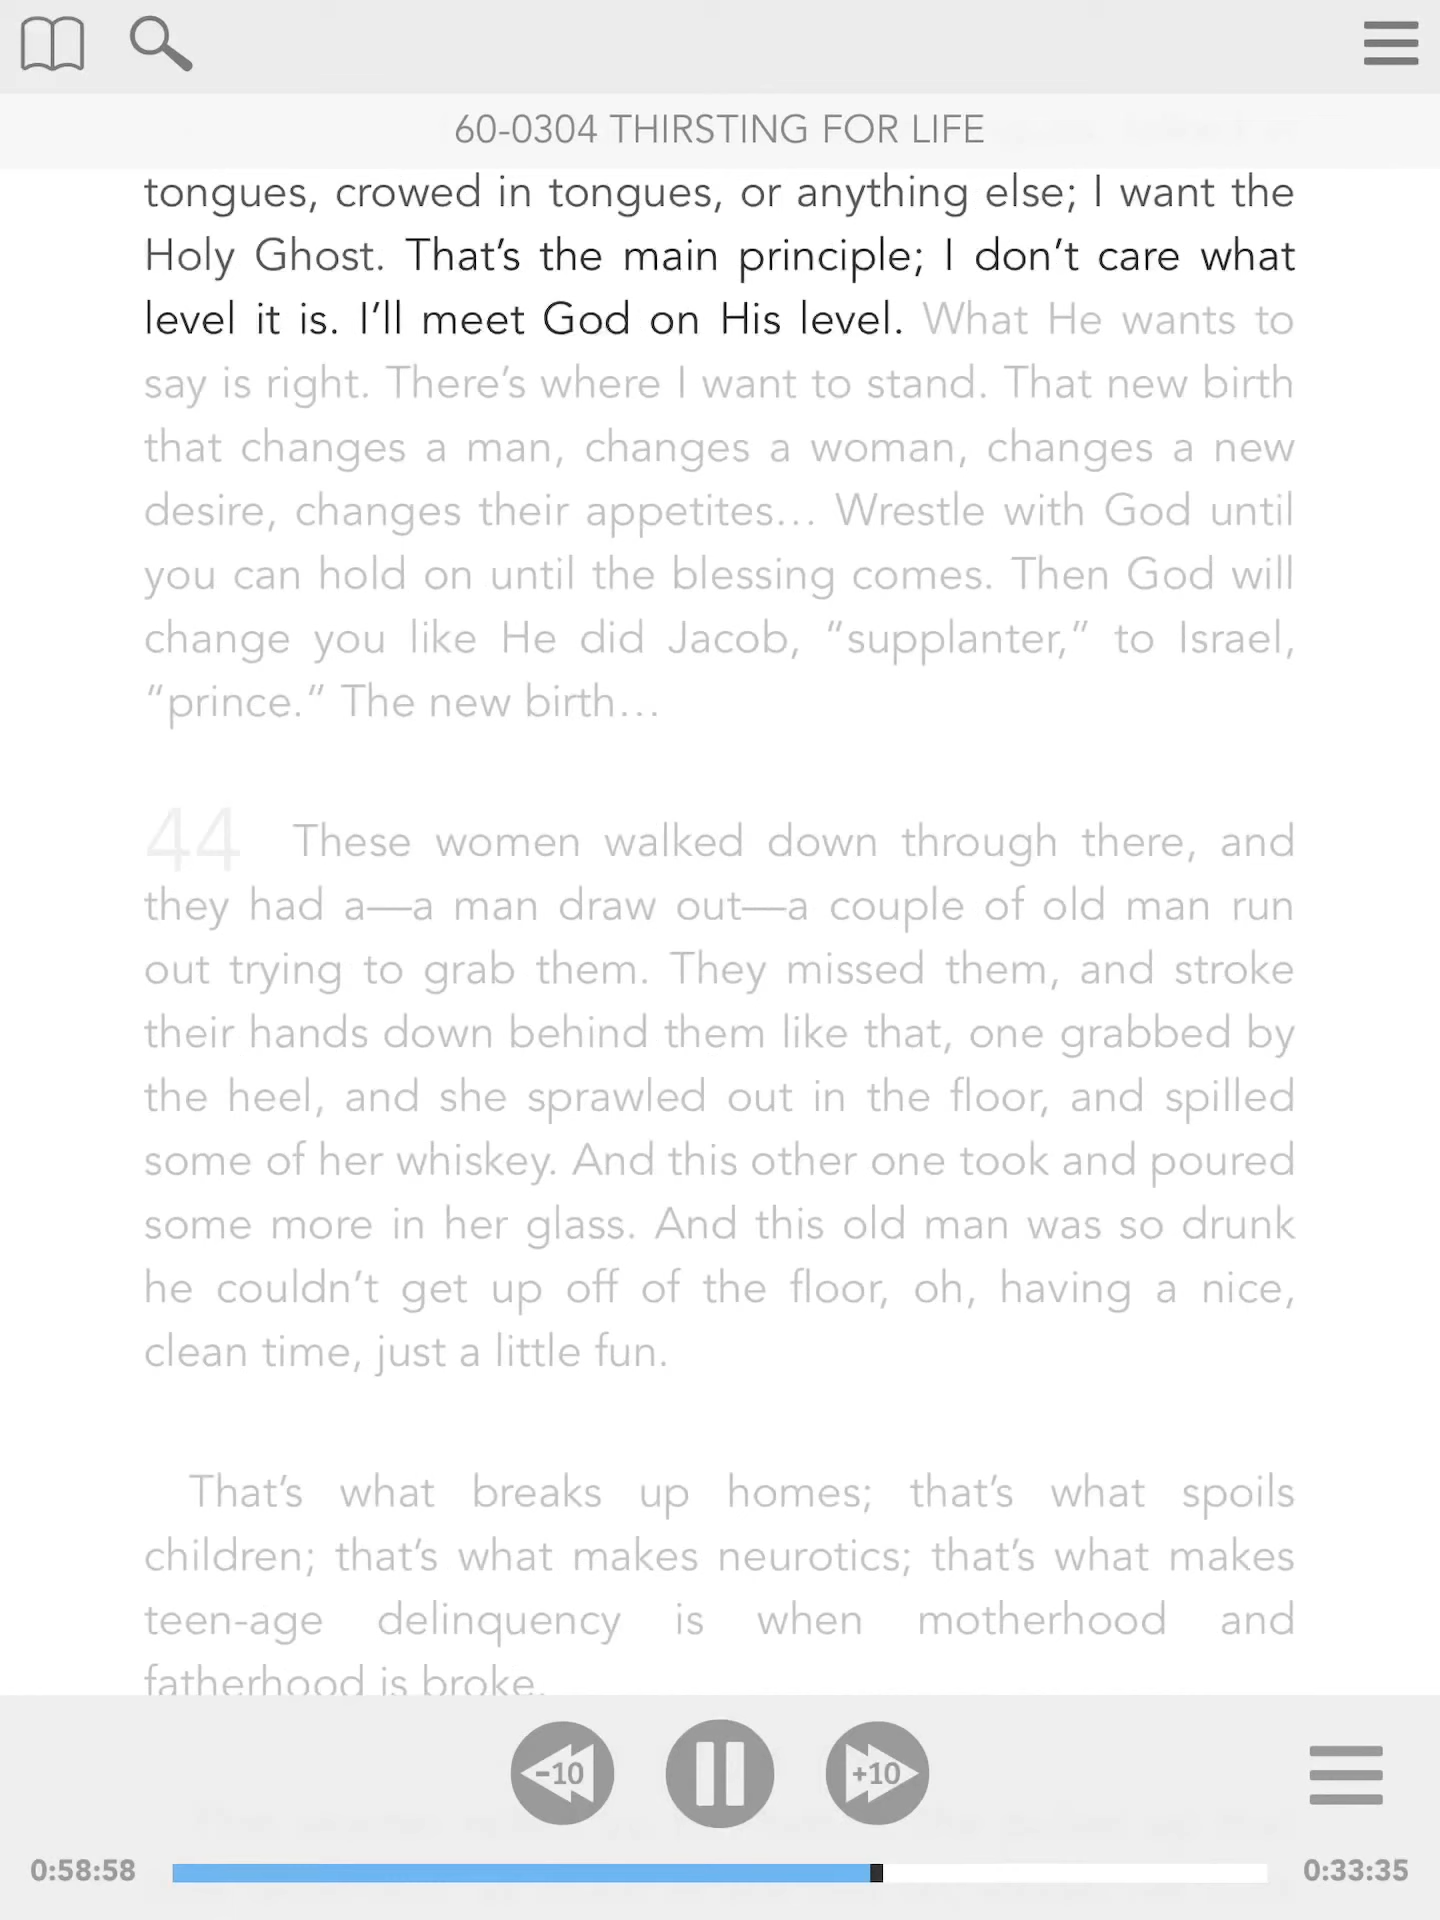 60-0304 THIRSTING FOR LIFE
tongues, crowed in tongues, or anything else; I want the
Holy Ghost. That’s the main principle; I don’t care what
level it is. I’ll meet God on His level. What He wants to
say is right. There’s where I want to stand. That new birth
that changes a man, changes a woman, changes a new
desire, changes their appetites… Wrestle with God until
you can hold on until the blessing comes. Then God will
change you like He did Jacob, “supplanter,” to Israel,
“prince.” The new birth…
44 These women walked down through there, and
they had a—a man draw out—a couple of old man run
out trying to grab them. They missed them, and stroke
their hands down behind them like that, one grabbed by
the heel, and she sprawled out in the floor, and spilled
some of her whiskey. And this other one took and poured
some more in her glass. And this old man was so drunk
he couldn’t get up off of the floor, oh, having a nice,
clean time, just a little fun.
That’s what breaks up homes; that’s what spoils
children; that’s what makes neurotics; that’s what makes
teen-age delinquency is when motherhood and
fatherhood is broke.
-10 +10
0:58:58 0:33:35